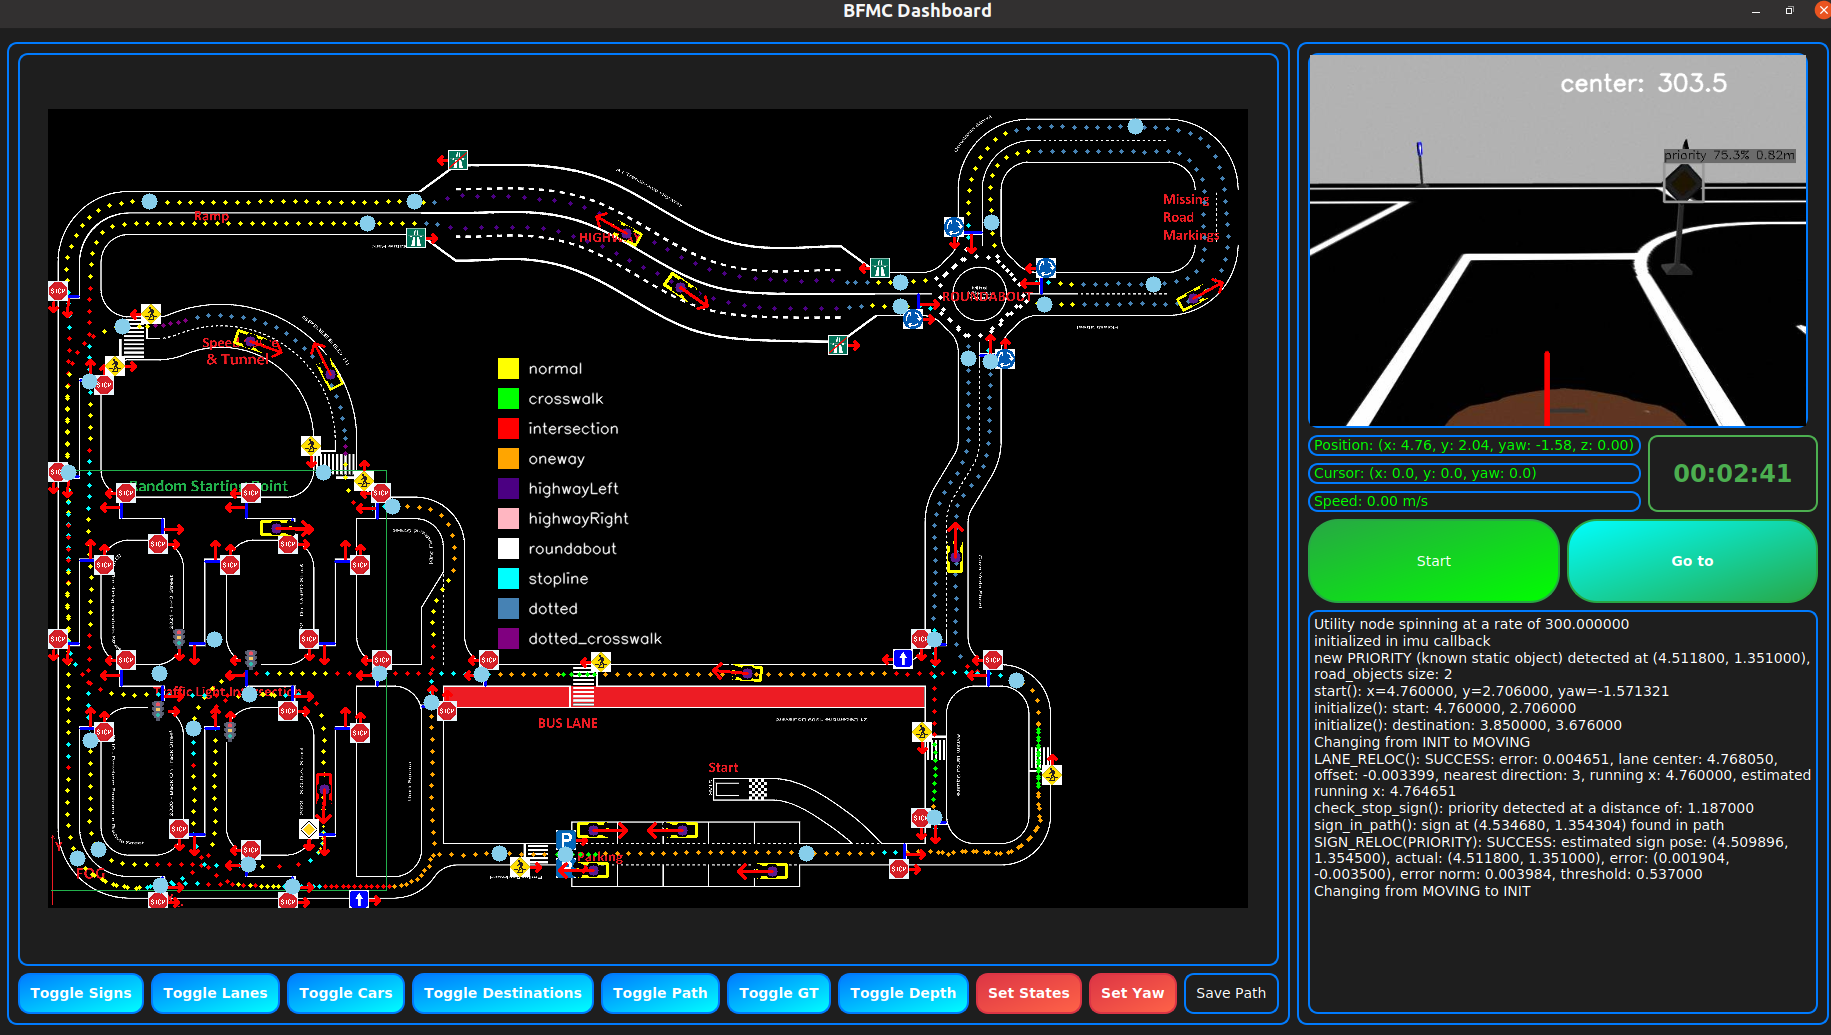 BFMC Dashboard
center: 303.5
priority 75.3% 0.82m
Ramp
Missing
Road
Markings
ROUNDABOUT
& Tunnel
normal
crosswalk
intersection
oneway
highwayLeft
highwayRight
roundabout
stopline
dotted
dotted_crosswalk
Random Starting Point
BUS LANE
Start
P
Parking
Position: (x: 4.76, y: 2.04, yaw: -1.58, z: 0.00)
Cursor: (x: 0.0, y: 0.0, yaw: 0.0)
Speed: 0.00 m/s
00:02:41
Start
Go to
Utility node spinning at a rate of 300.000000
initialized in imu callback
new PRIORITY (known static object) detected at (4.511800, 1.351000),
road_objects size: 2
start(): x=4.760000, y=2.706000, yaw=-1.571321
initialize(): start: 4.760000, 2.706000
initialize(): destination: 3.850000, 3.676000
Changing from INIT to MOVING
LANE_RELOC(): SUCCESS: error: 0.004651, lane center: 4.768050,
offset: -0.003399, nearest direction: 3, running x: 4.760000, estimated
running x: 4.764651
check_stop_sign(): priority detected at a distance of: 1.187000
sign_in_path(): sign at (4.534680, 1.354304) found in path
SIGN_RELOC(PRIORITY): SUCCESS: estimated sign pose: (4.509896,
1.354500), actual: (4.511800, 1.351000), error: (0.001904,
-0.003500), error norm: 0.003984, threshold: 0.537000
Changing from MOVING to INIT
Toggle Signs
Toggle Lanes
Toggle Cars
Toggle Destinations
Toggle Path
Toggle GT
Toggle Depth
Set States
Set Yaw
Save Path